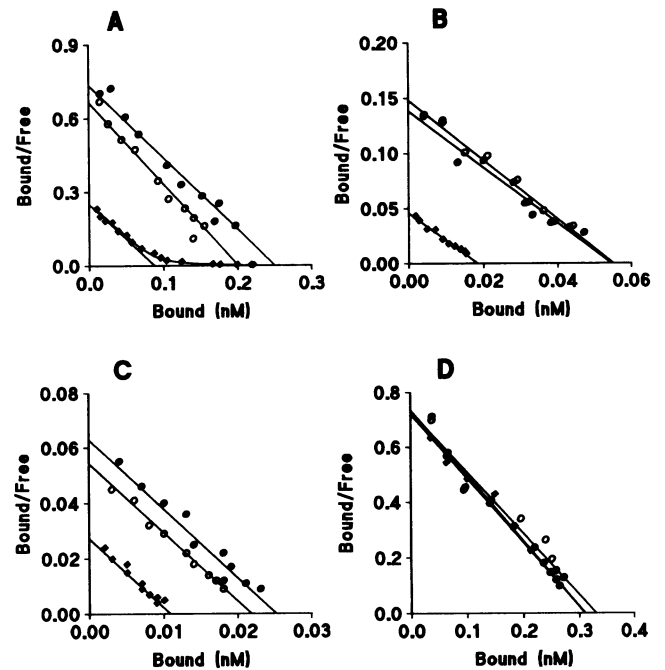 A
B
0.9
0.6
0.3
0.0
Bound/Free
0.0 0.1 0.2 0.3
Bound (nM)
0.20
0.15
0.10
0.05
0.00
Bound/Free
0.00 0.02 0.04 0.06
Bound (nM)
C
D
0.08
0.06
0.04
0.02
0.00
Bound/Free
0.00 0.01 0.02 0.03
Bound (nM)
0.8
0.6
0.4
0.2
0.0
Bound/Free
0.0 0.1 0.2 0.3 0.4
Bound (nM)